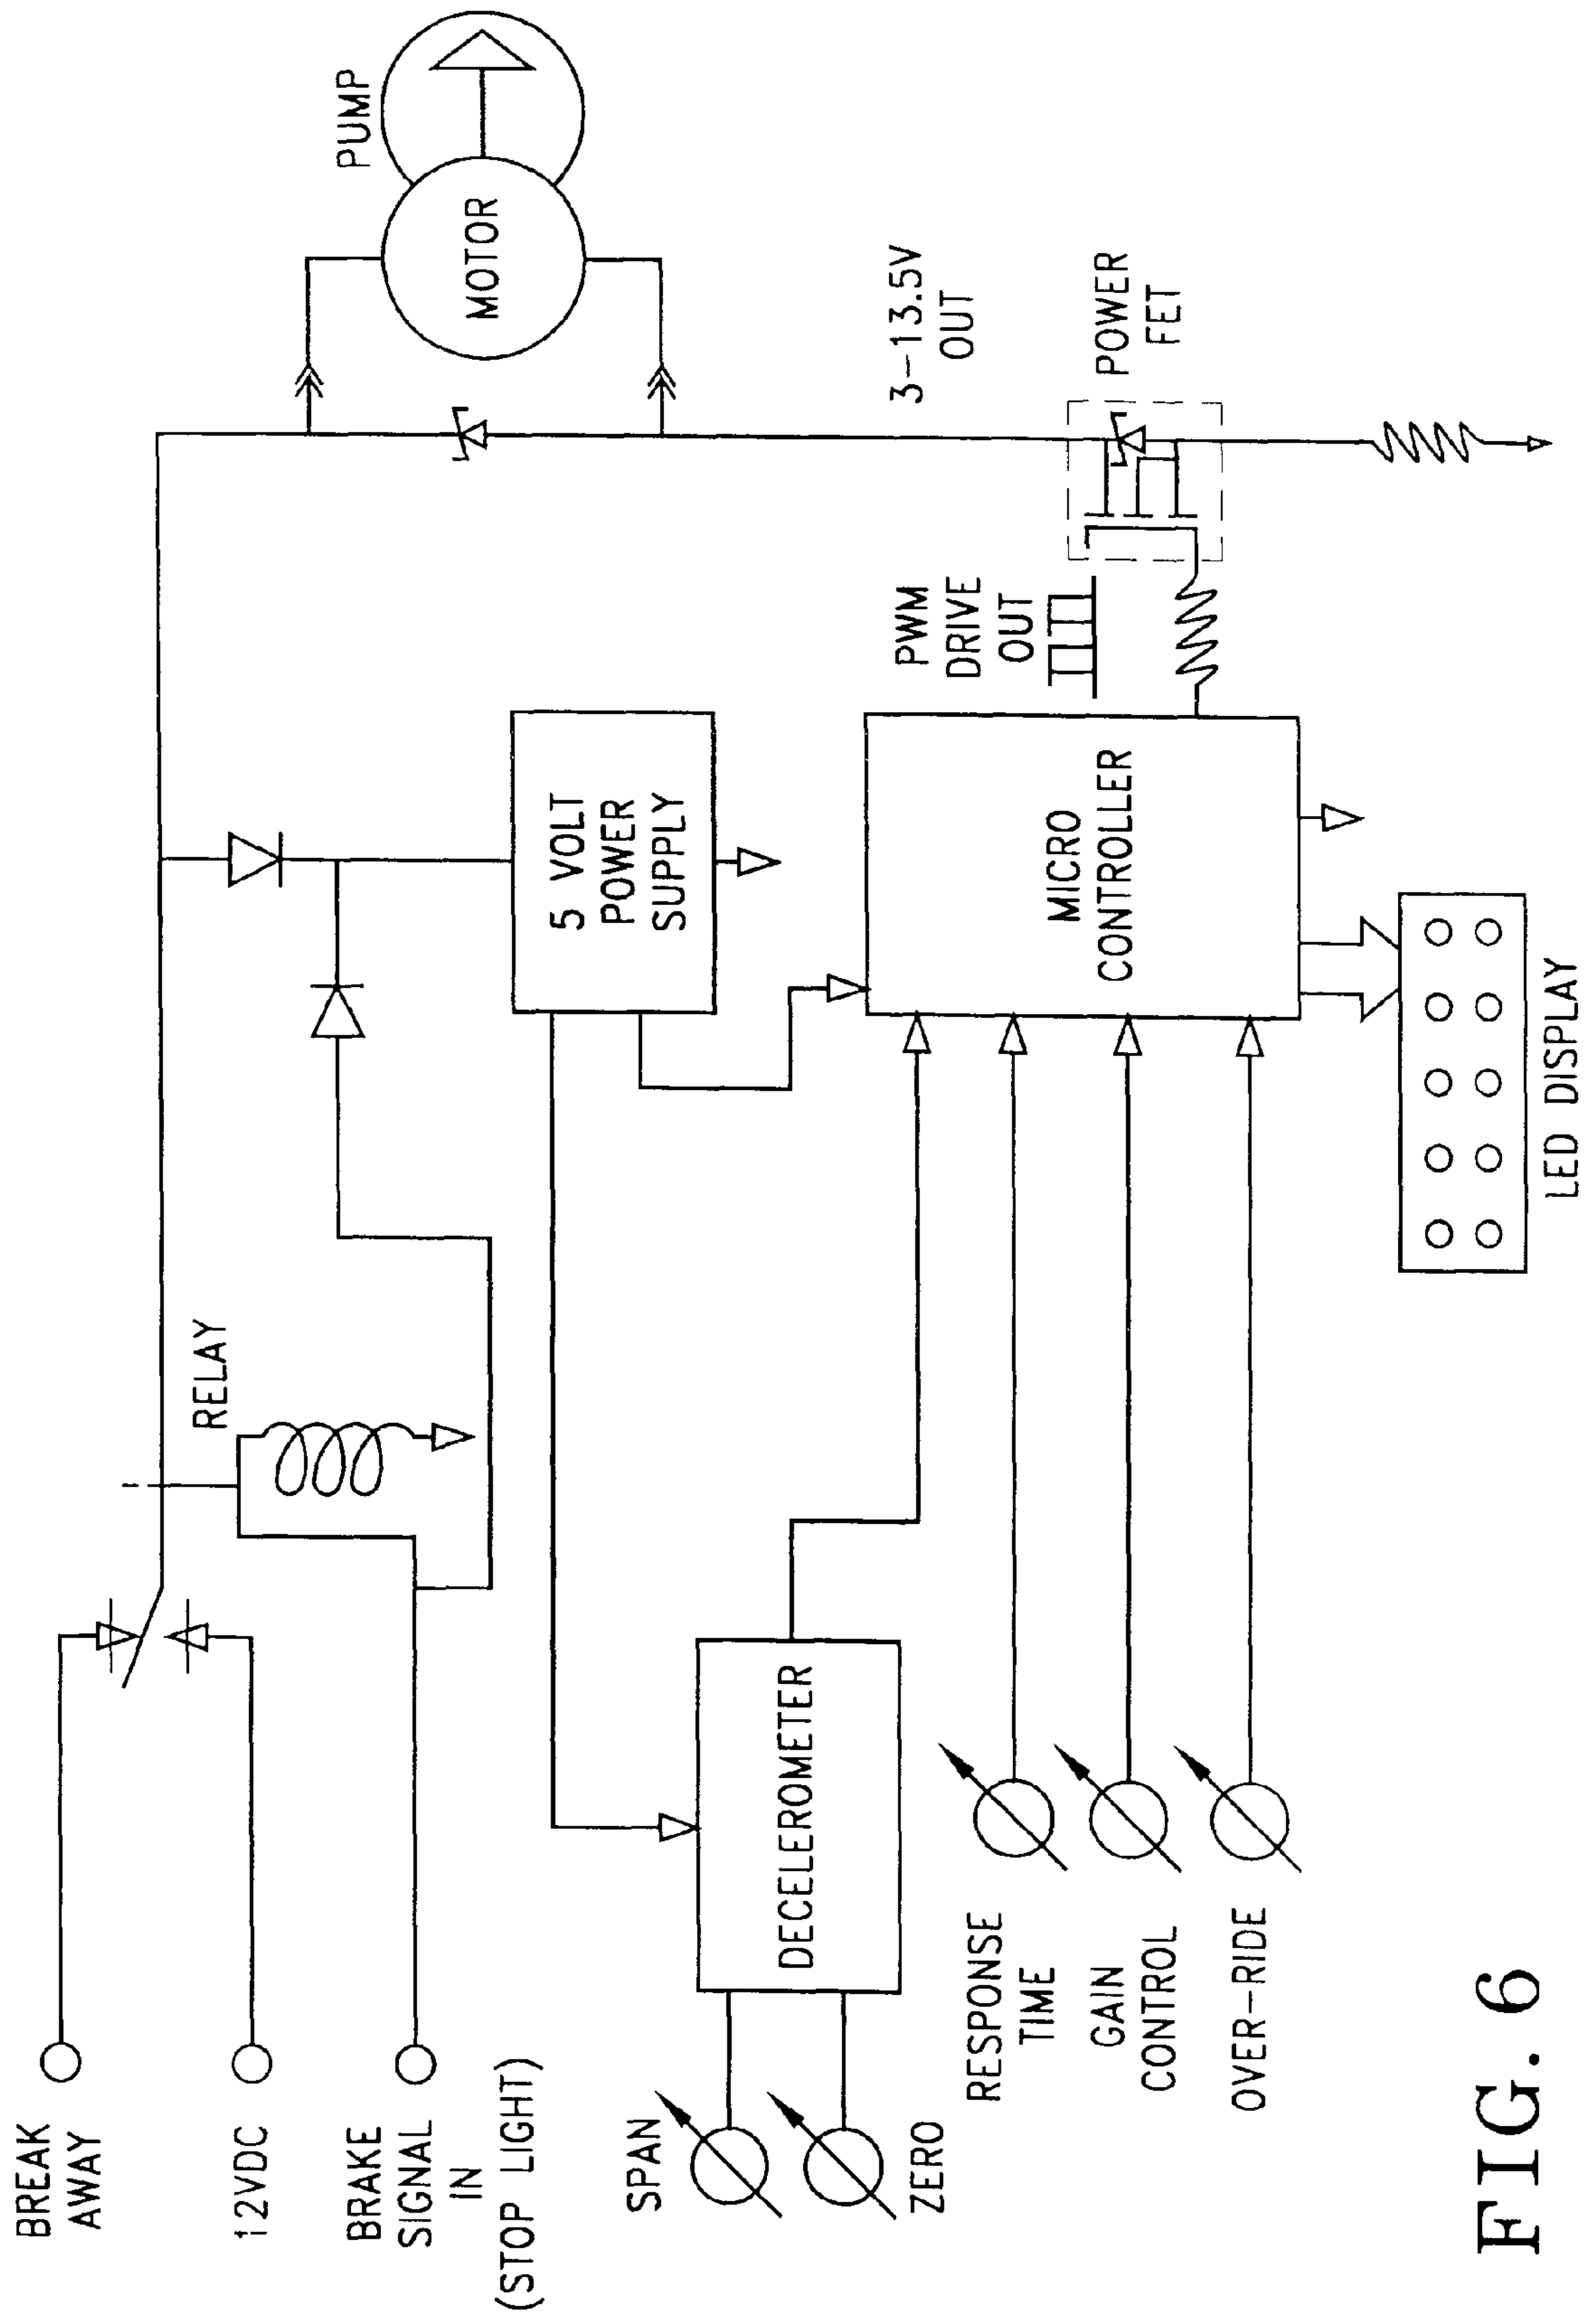 BREAK
AWAY
12VDC
BRAKE
SIGNAL
IN
(STOP LIGHT)
RELAY
PUMP
MOTOR
5 VOLT
POWER
SUPPLY
3-13.5V
OUT
PWM
DRIVE
OUT
POWER
FET
MICRO
CONTROLLER
SPAN
ZERO
DECELEROMETER
RESPONSE
TIME
GAIN
CONTROL
OVER-RIDE
LED DISPLAY
FIG. 6